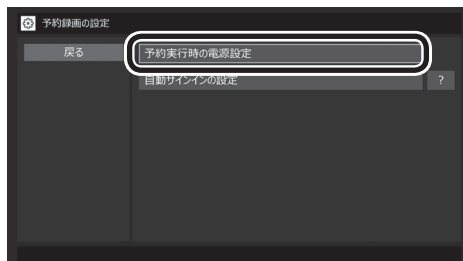 予約録画の設定
戻る
予約実行時の電源設定
自動サインインの設定
?